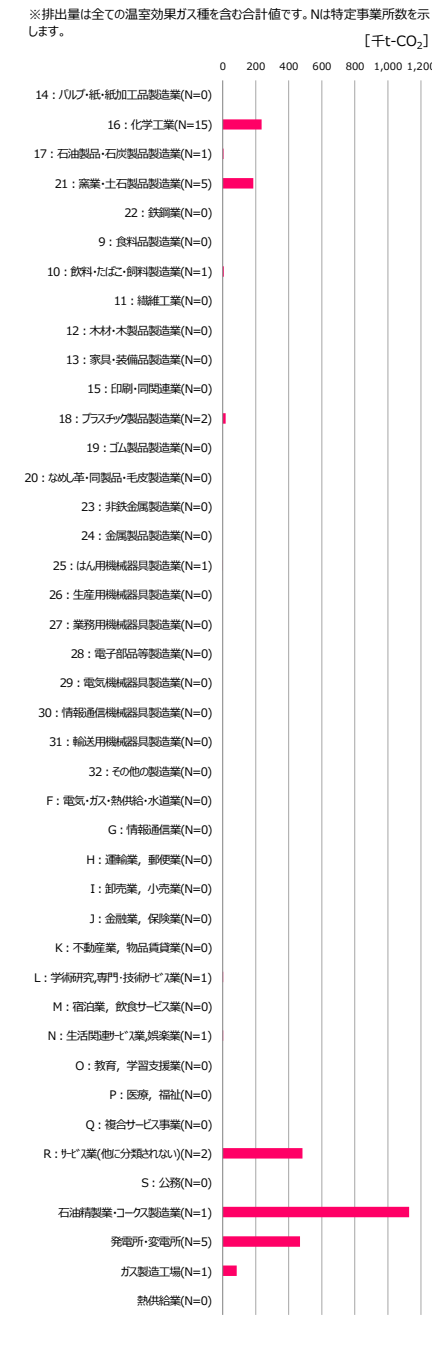 ※排出量は全ての温室効果ガス種を含む合計値です。Nは特定事業所数を示
します。
[千t-CO₂]
0 200 400 600 800 1,000 1,200
14：パルプ・紙・紙加工品製造業(N=0)
16：化学工業(N=15)
17：石油製品・石炭製品製造業(N=1)
21：窯業・土石製品製造業(N=5)
22：鉄鋼業(N=0)
9：食料品製造業(N=0)
10：飲料・たばこ・飼料製造業(N=1)
11：繊維工業(N=0)
12：木材・木製品製造業(N=0)
13：家具・装備品製造業(N=0)
15：印刷・同関連業(N=0)
18：プラスチック製品製造業(N=2)
19：ゴム製品製造業(N=0)
20：なめし革・同製品・毛皮製造業(N=0)
23：非鉄金属製造業(N=0)
24：金属製品製造業(N=0)
25：はん用機械器具製造業(N=1)
26：生産用機械器具製造業(N=0)
27：業務用機械器具製造業(N=0)
28：電子部品等製造業(N=0)
29：電気機械器具製造業(N=0)
30：情報通信機械器具製造業(N=0)
31：輸送用機械器具製造業(N=0)
32：その他の製造業(N=0)
F：電気・ガス・熱供給・水道業(N=0)
G：情報通信業(N=0)
H：運輸業，郵便業(N=0)
I：卸売業，小売業(N=0)
J：金融業，保険業(N=0)
K：不動産業，物品賃貸業(N=0)
L：学術研究,専門・技術ｻｰﾋﾞｽ業(N=1)
M：宿泊業，飲食サービス業(N=0)
N：生活関連ｻｰﾋﾞｽ業,娯楽業(N=1)
O：教育，学習支援業(N=0)
P：医療，福祉(N=0)
Q：複合サービス事業(N=0)
R：ｻｰﾋﾞｽ業(他に分類されない)(N=2)
S：公務(N=0)
石油精製業・コークス製造業(N=1)
発電所・変電所(N=5)
ガス製造工場(N=1)
熱供給業(N=0)